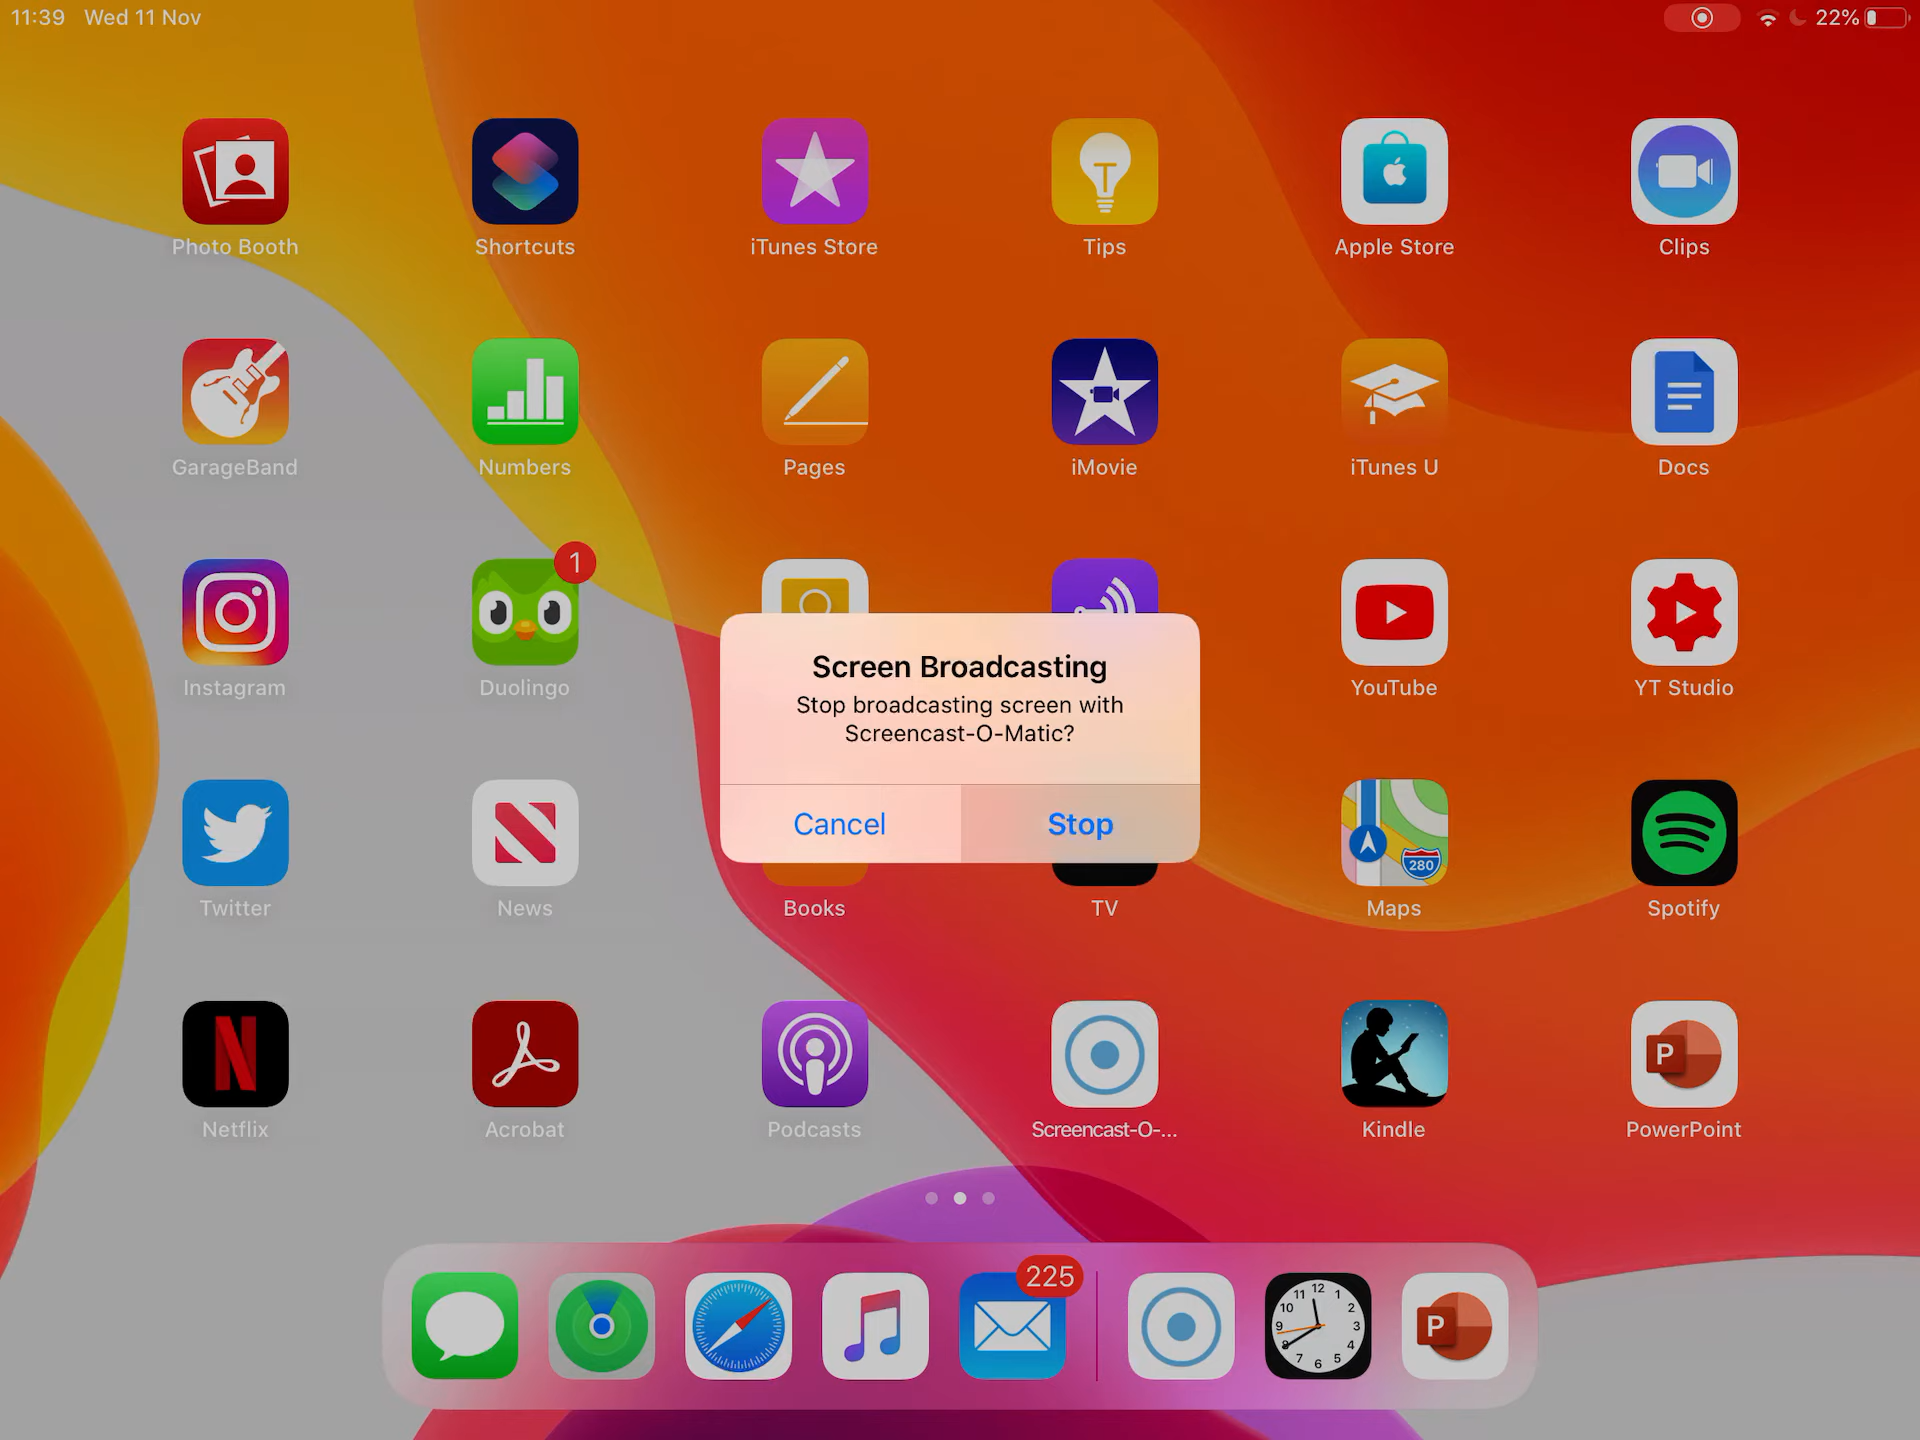 11:39 Wed 11 Nov
22%
Photo Booth
Shortcuts
iTunes Store
Tips
Apple Store
Clips
GarageBand
Numbers
Pages
iMovie
iTunes U
Docs
1
Instagram
Duolingo
YouTube
YT Studio
Screen Broadcasting
Stop broadcasting screen with
Screencast-O-Matic?
Cancel
Stop
280
Twitter
News
Books
TV
Maps
Spotify
N
P
Netflix
Acrobat
Podcasts
Screencast-O-...
Kindle
PowerPoint
225
12
1
2
3
4
5
6
7
8
9
10
11
P